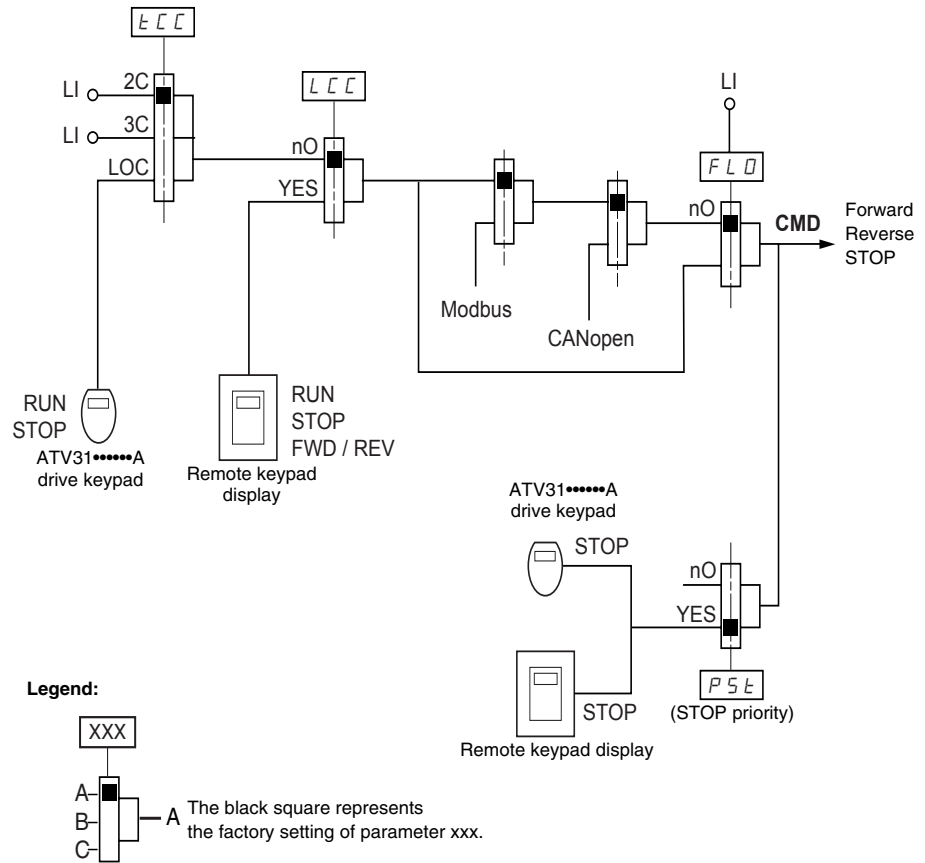 tCC
LI
2C
LCC
LI
LI
3C
nO
FLO
LOC
YES
nO
CMD
Forward
Reverse
STOP
Modbus
CANopen
RUN
STOP
RUN
STOP
FWD / REV
ATV31••••••A
drive keypad
Remote keypad
display
ATV31••••••A
drive keypad
STOP
nO
YES
PSt
(STOP priority)
STOP
Remote keypad display
Legend:
XXX
A
B
C
A
The black square represents
the factory setting of parameter xxx.